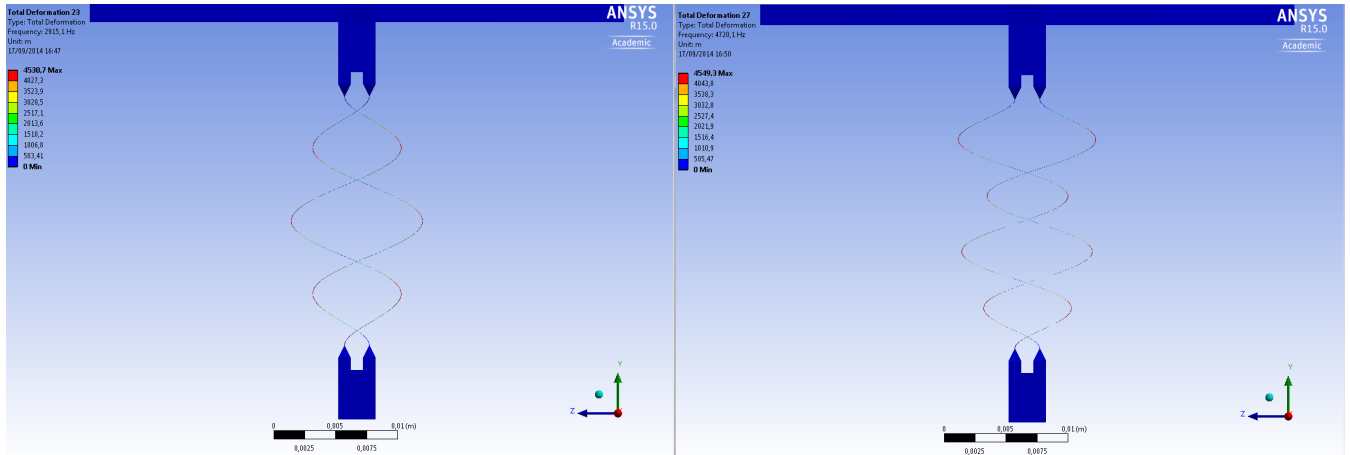 Total Deformation 23
Type: Total Deformation
Frequency: 2915,1 Hz
Unit: m
17/09/2014 16:47
4530,7 Max
4027,3
3523,9
3020,5
2517,1
2013,6
1510,2
1006,8
503,41
0 Min
ANSYS
R15.0
Academic
Y
Z
0 0,005 0,01 (m)
0,0025 0,0075
Total Deformation 27
Type: Total Deformation
Frequency: 4720,1 Hz
Unit: m
17/09/2014 16:50
4549,3 Max
4043,8
3538,3
3032,8
2527,4
2021,9
1516,4
1010,9
505,47
0 Min
ANSYS
R15.0
Academic
Y
Z
0 0,005 0,01 (m)
0,0025 0,0075